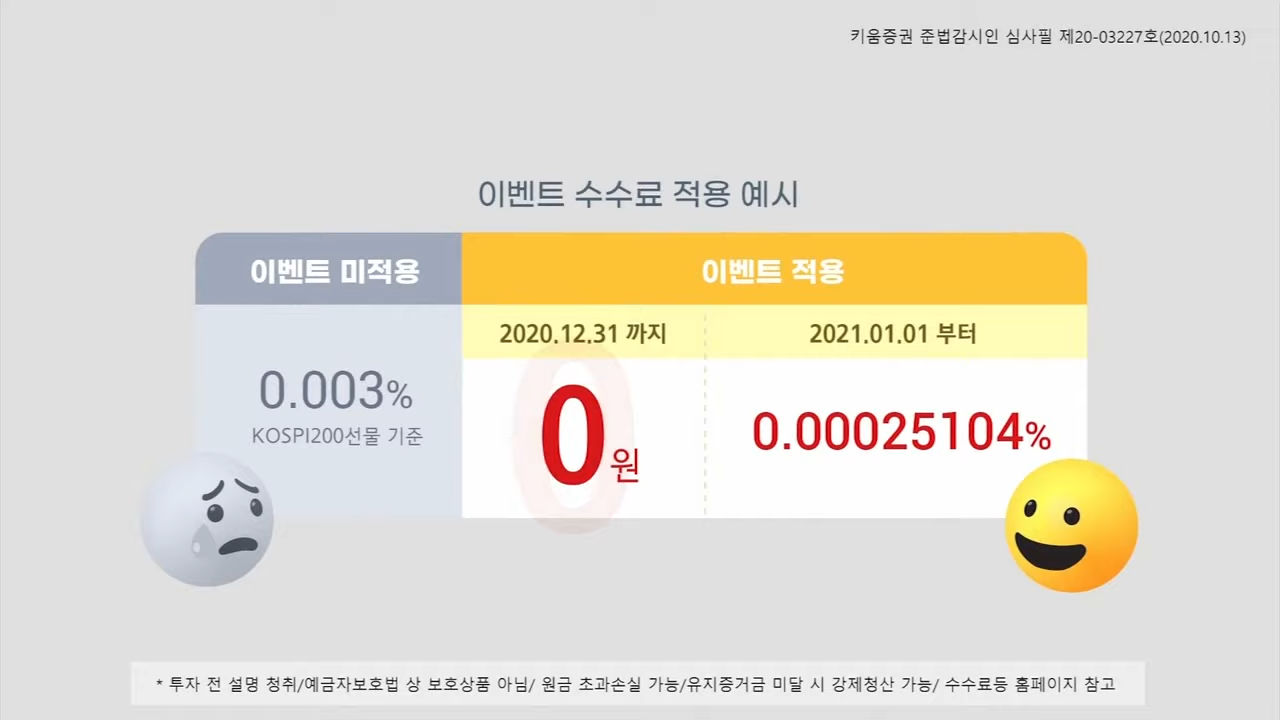 키움증권 준법감시인 심사필 제20-03227호(2020.10.13)
이벤트 수수료 적용 예시
이벤트 미적용
이벤트 적용
2020.12.31 까지
2021.01.01 부터
0.003%
KOSPI200선물 기준
0원
0.00025104%
* 투자 전 설명 청취/예금자보호법 상 보호상품 아님/ 원금 초과손실 가능/유지증거금 미달 시 강제청산 가능/ 수수료등 홈페이지 참고